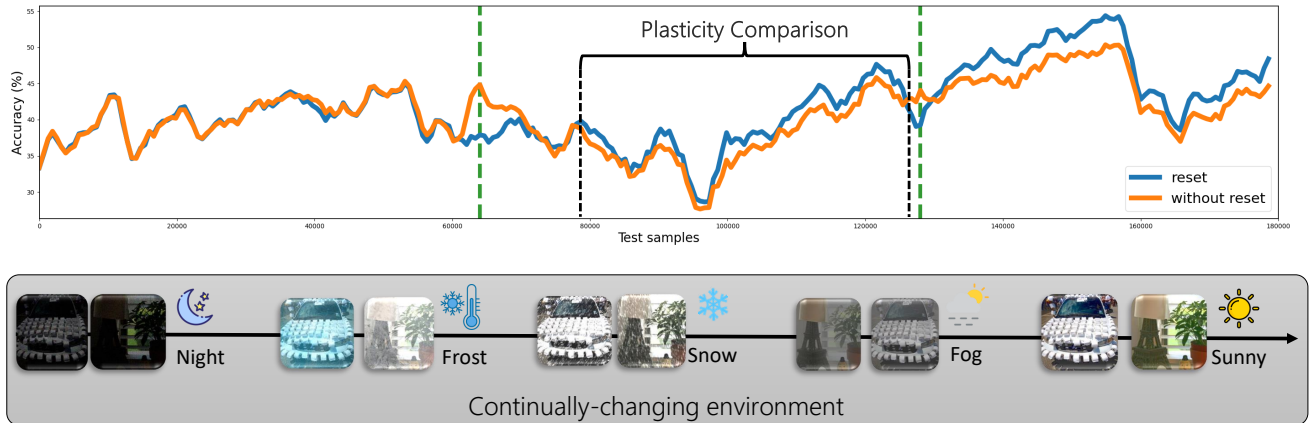 Plasticity Comparison
55
50
45
40
35
30
Accuracy (%)
reset
without reset
0
20000
40000
60000
80000
100000
120000
140000
160000
180000
Test samples
Night
Frost
Snow
Fog
Sunny
Continually-changing environment